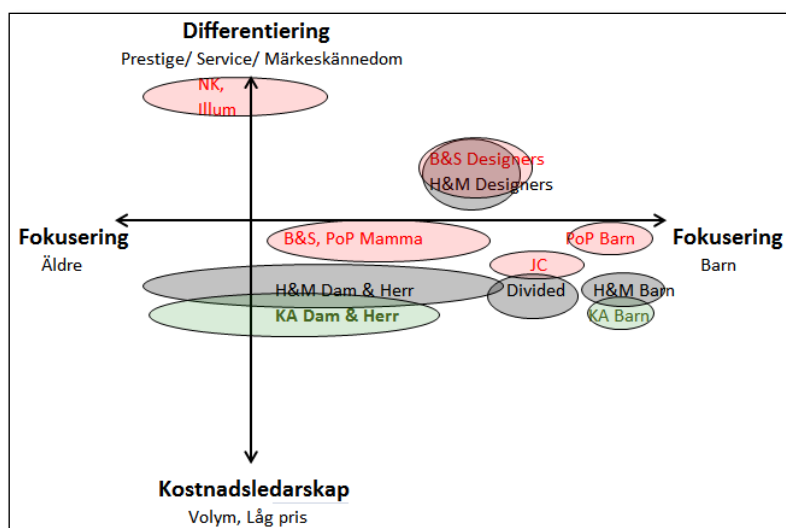 Differentiering
Prestige/ Service/ Märkeskännedom
NK,
Illum
B&S Designers
H&M Designers
Fokusering
Äldre
B&S, PoP Mamma
PoP Barn
Fokusering
Barn
JC
H&M Dam & Herr
Divided
H&M Barn
KA Dam & Herr
KA Barn
Kostnadsledarskap
Volym, Låg pris